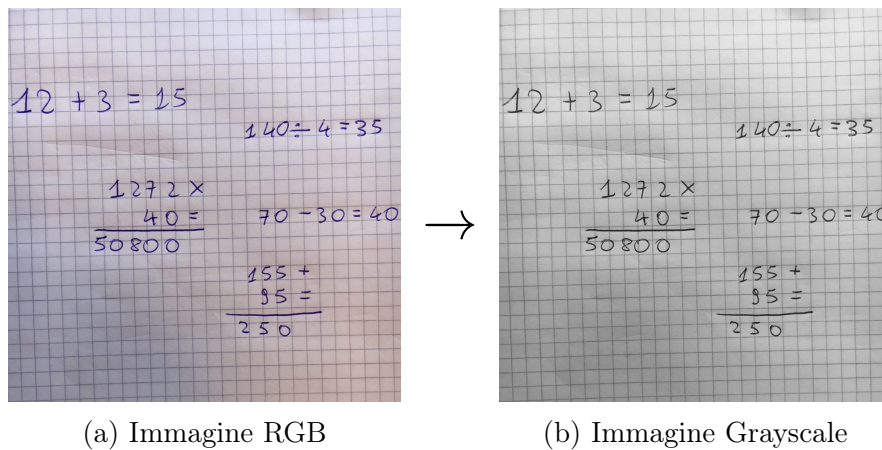 12 + 3 = 15
140 ÷ 4 = 35
1272 ×
40 =
50800
70 - 30 = 40
155 +
95 =
250
(a) Immagine RGB
12 + 3 = 15
140 ÷ 4 = 35
1272 ×
40 =
50800
70 - 30 = 40
155 +
95 =
250
(b) Immagine Grayscale